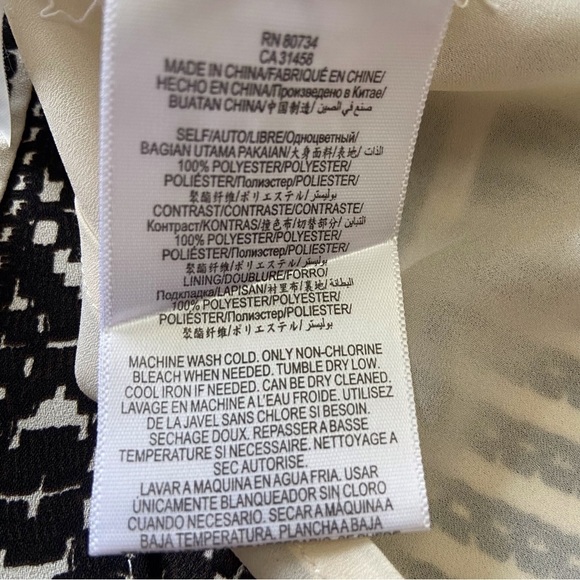 RN 80734
CA 31458
MADE IN CHINA/FABRIQUÉ EN CHINE/
HECHO EN CHINA/Произведено в Китае/
BUATAN CHINA/中国制造/ صنع في الصين
SELF/AUTO/LIBRE/Одноцветный/
BAGIAN UTAMA PAKAIAN/大身面料/表地/ الذات
100% POLYESTER/POLYESTER/
POLIÉSTER/Полиэстер/POLIESTER/
聚酯纤维/ポリエステル/ بوليستر
CONTRAST/CONTRASTE/CONTRASTE/
Контраст/KONTRAS/撞色布/切替部分/ التباين
100% POLYESTER/POLYESTER/
POLIÉSTER/Полиэстер/POLIESTER/
聚酯纤维/ポリエステル/ بوليستر
LINING/DOUBLURE/FORRO/
Подкладка/LAPISAN/衬里布/裏地/ البطانة
100% POLYESTER/POLYESTER/
POLIÉSTER/Полиэстер/POLIESTER/
聚酯纤维/ポリエステル/ بوليستر
MACHINE WASH COLD. ONLY NON-CHLORINE
BLEACH WHEN NEEDED. TUMBLE DRY LOW.
COOL IRON IF NEEDED. CAN BE DRY CLEANED.
LAVAGE EN MACHINE A L'EAU FROIDE. UTILISEZ
DE LA JAVEL SANS CHLORE SI BESOIN.
SECHAGE DOUX. REPASSER A BASSE
TEMPERATURE SI NECESSAIRE. NETTOYAGE A
SEC AUTORISE.
LAVAR A MAQUINA EN AGUA FRIA. USAR
ÚNICAMENTE BLANQUEADOR SIN CLORO
CUANDO NECESARIO. SECAR A MAQUINA A
BAJA TEMPERATURA. PLANCHA A BAJA